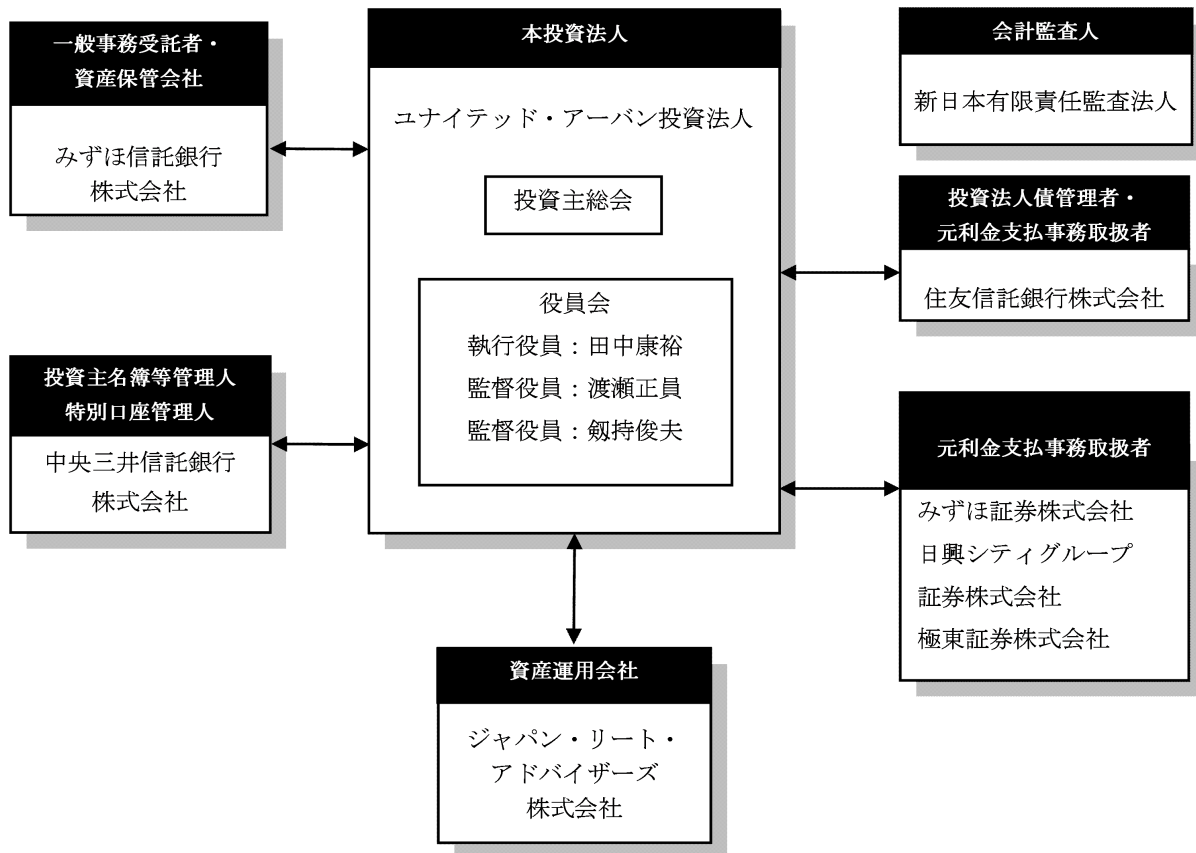 一般事務受託者・
資産保管会社
みずほ信託銀行
株式会社
投資主名簿等管理人
特別口座管理人
中央三井信託銀行
株式会社
本投資法人
ユナイテッド・アーバン投資法人
投資主総会
役員会
執行役員：田中康裕
監督役員：渡瀬正員
監督役員：剱持俊夫
資産運用会社
ジャパン・リート・
アドバイザーズ
株式会社
会計監査人
新日本有限責任監査法人
投資法人債管理者・
元利金支払事務取扱者
住友信託銀行株式会社
元利金支払事務取扱者
みずほ証券株式会社
日興シティグループ
証券株式会社
極東証券株式会社